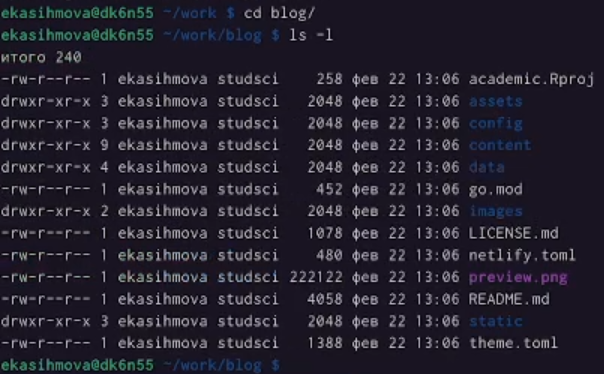 ekasihmova@dk6n55 ~/work $ cd blog/
ekasihmova@dk6n55 ~/work/blog $ ls -l
итого 240
-rw-r--r-- 1 ekasihmova studsci    258 фев 22 13:06 academic.Rproj
drwxr-xr-x 3 ekasihmova studsci   2048 фев 22 13:06 assets
drwxr-xr-x 3 ekasihmova studsci   2048 фев 22 13:06 config
drwxr-xr-x 9 ekasihmova studsci   2048 фев 22 13:06 content
drwxr-xr-x 4 ekasihmova studsci   2048 фев 22 13:06 data
-rw-r--r-- 1 ekasihmova studsci    452 фев 22 13:06 go.mod
drwxr-xr-x 2 ekasihmova studsci   2048 фев 22 13:06 images
-rw-r--r-- 1 ekasihmova studsci   1078 фев 22 13:06 LICENSE.md
-rw-r--r-- 1 ekasihmova studsci    480 фев 22 13:06 netlify.toml
-rw-r--r-- 1 ekasihmova studsci 222122 фев 22 13:06 preview.png
-rw-r--r-- 1 ekasihmova studsci   4058 фев 22 13:06 README.md
drwxr-xr-x 3 ekasihmova studsci   2048 фев 22 13:06 static
-rw-r--r-- 1 ekasihmova studsci   1388 фев 22 13:06 theme.toml
ekasihmova@dk6n55 ~/work/blog $